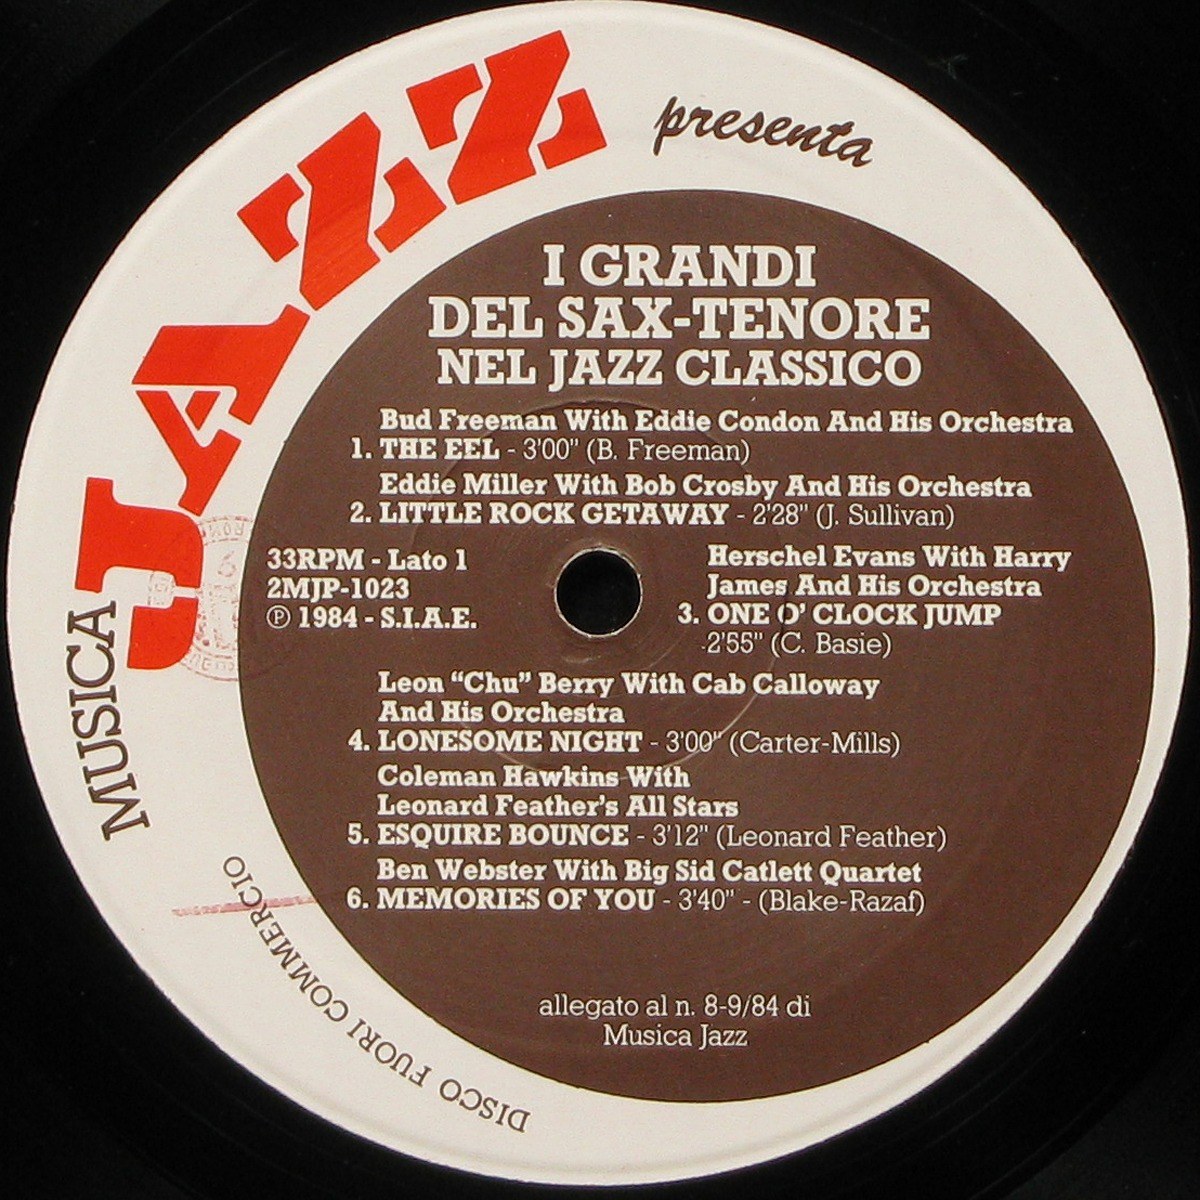 MUSICA JAZZ presenta
I GRANDI
DEL SAX-TENORE
NEL JAZZ CLASSICO
Bud Freeman With Eddie Condon And His Orchestra
1. THE EEL - 3'00" (B. Freeman)
Eddie Miller With Bob Crosby And His Orchestra
2. LITTLE ROCK GETAWAY - 2'28" (J. Sullivan)
33RPM - Lato 1
2MJP-1023
℗ 1984 - S.I.A.E.
Herschel Evans With Harry
James And His Orchestra
3. ONE O' CLOCK JUMP
-2'55" (C. Basie)
Leon “Chu” Berry With Cab Calloway
And His Orchestra
4. LONESOME NIGHT - 3'00" (Carter-Mills)
Coleman Hawkins With
Leonard Feather's All Stars
5. ESQUIRE BOUNCE - 3'12" (Leonard Feather)
Ben Webster With Big Sid Catlett Quartet
6. MEMORIES OF YOU - 3'40" - (Blake-Razaf)
allegato al n. 8-9/84 di
Musica Jazz
DISCO FUORI COMMERCIO